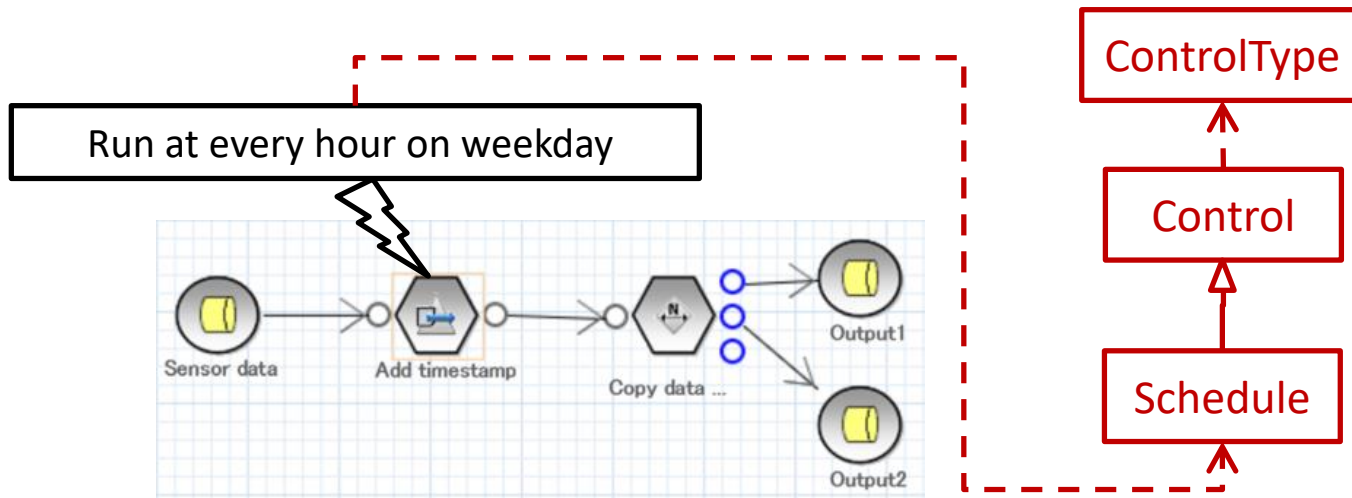 ControlType
Run at every hour on weekday
Control
N
Sensor data
Add timestamp
Copy data ...
Output1
Schedule
Output2